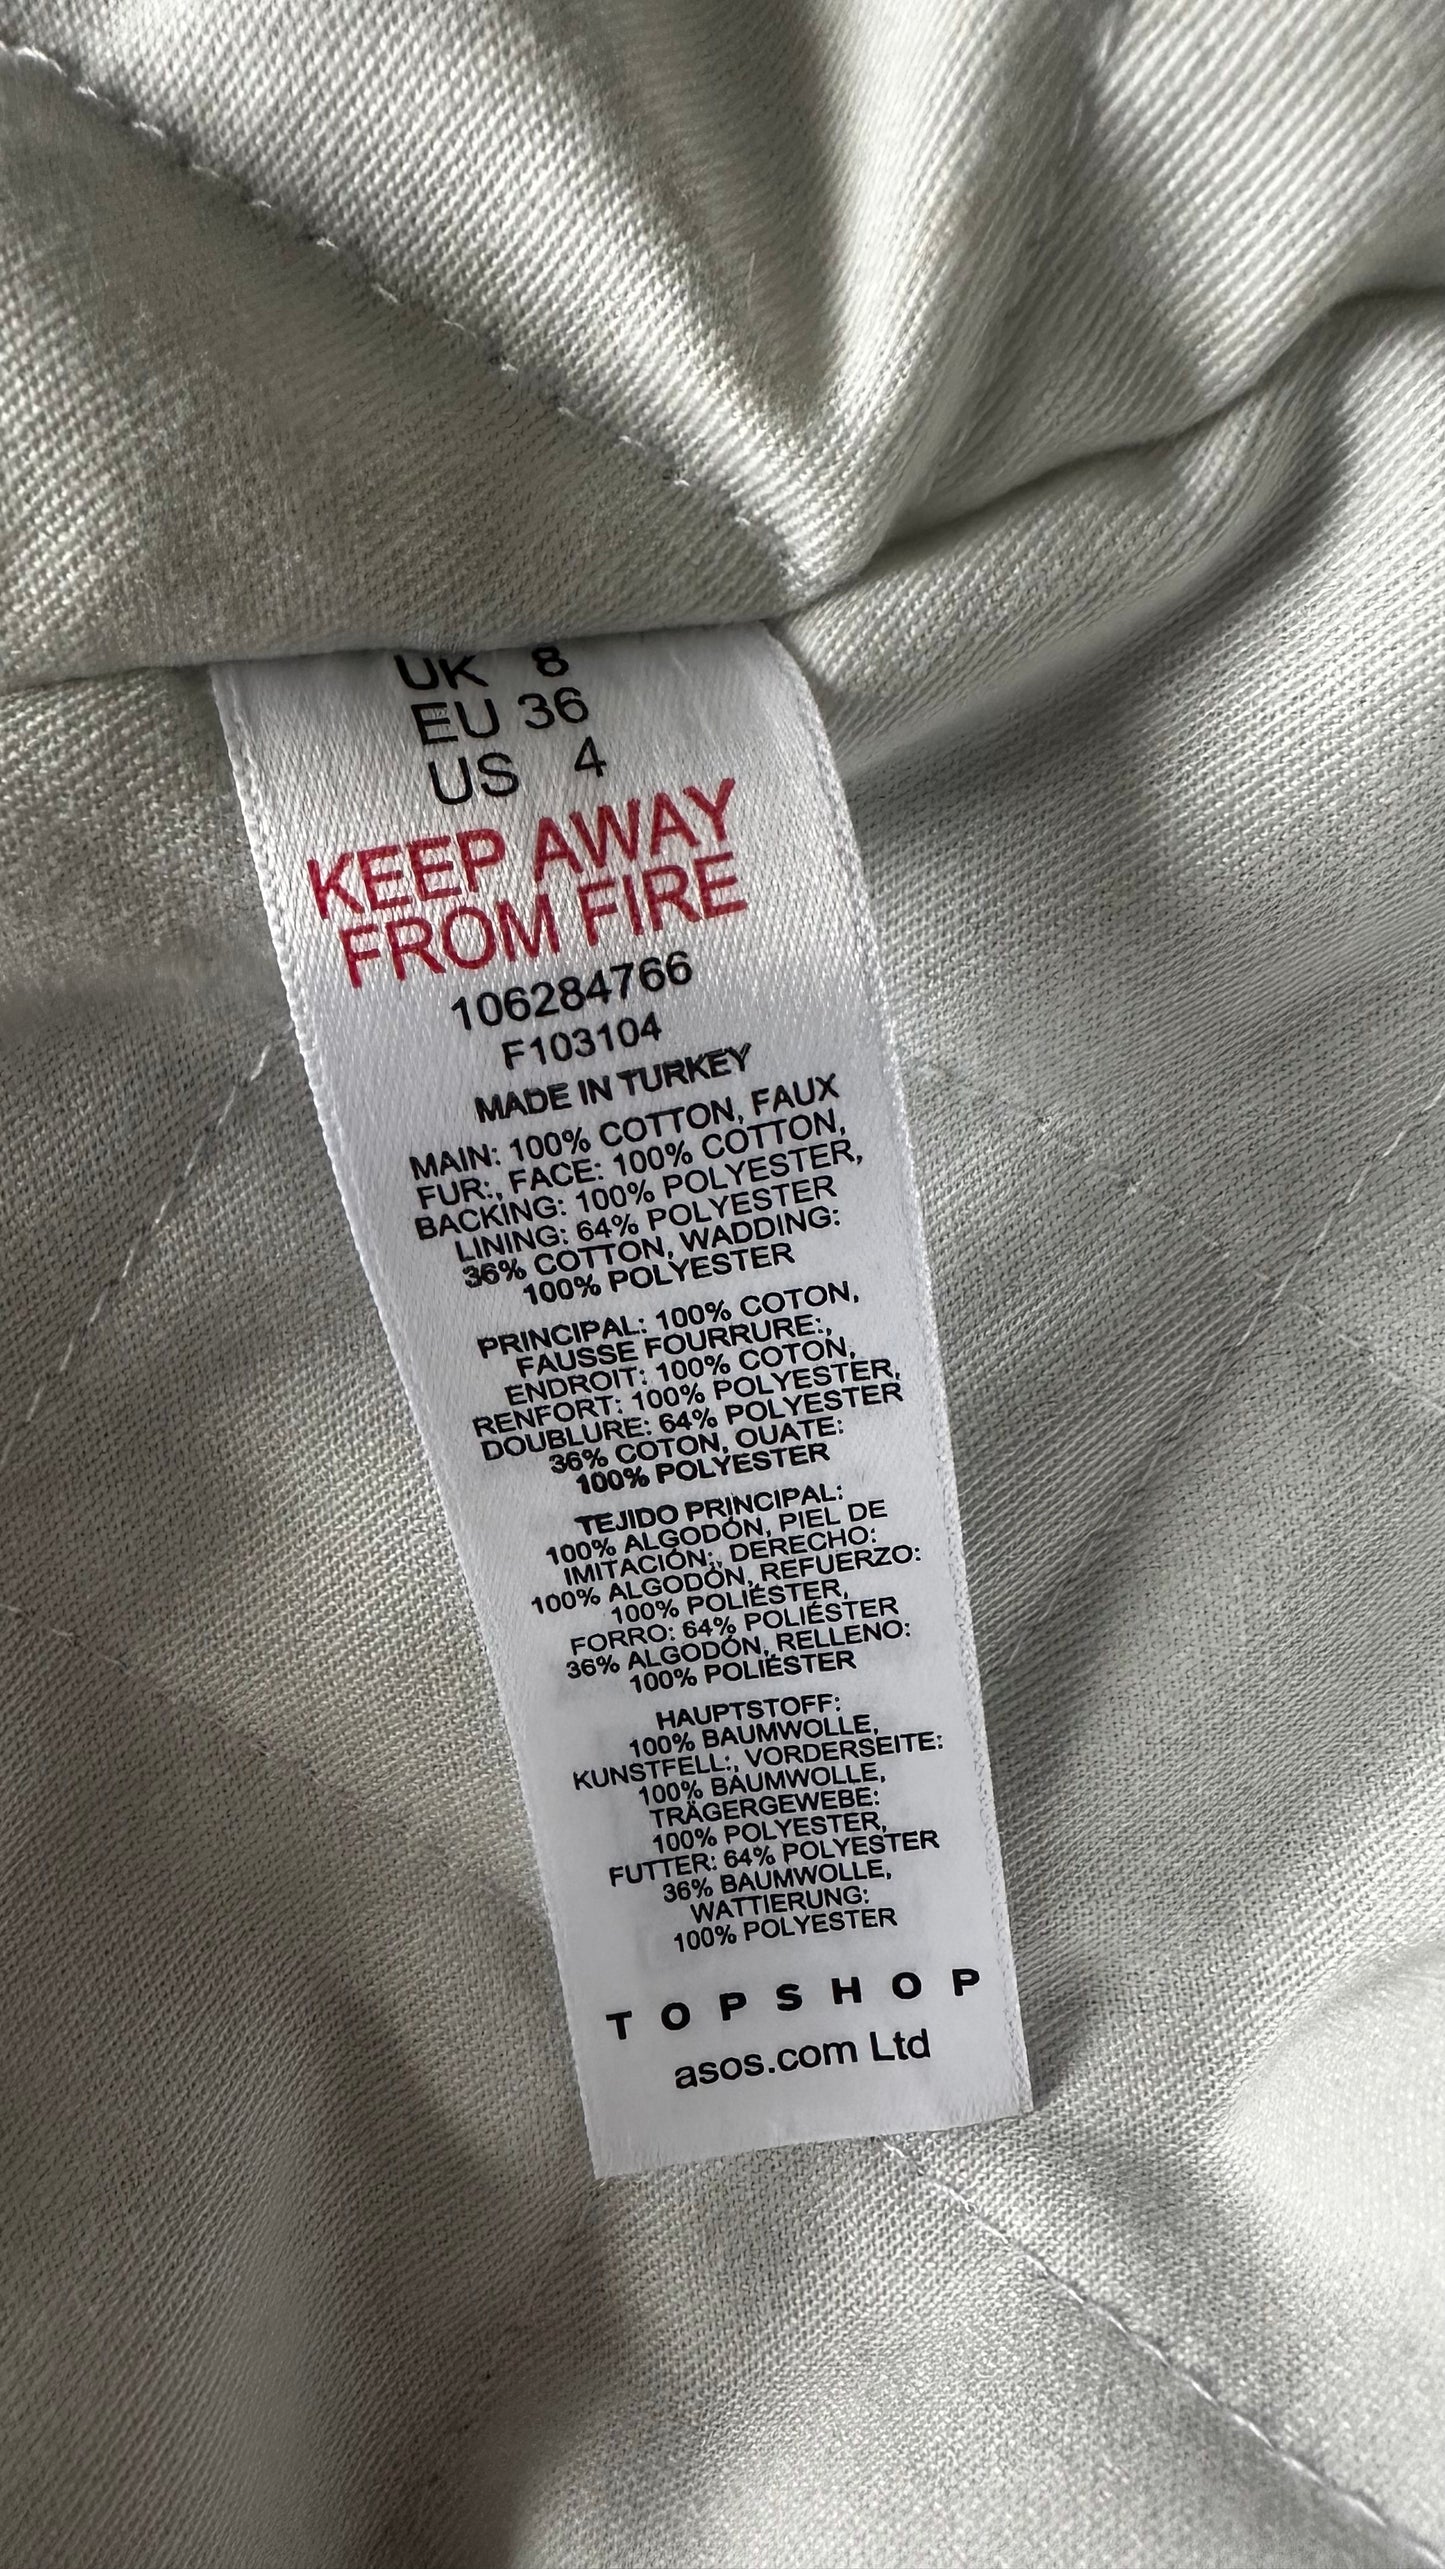 UK 8
EU 36
US 4
KEEP AWAY
FROM FIRE
106284766
F103104
MADE IN TURKEY
MAIN: 100% COTTON, FAUX
FUR:, FACE: 100% COTTON,
BACKING: 100% POLYESTER,
LINING: 64% POLYESTER
36% COTTON, WADDING:
100% POLYESTER
PRINCIPAL: 100% COTON,
FAUSSE FOURRURE:,
ENDROIT: 100% COTON,
RENFORT: 100% POLYESTER,
DOUBLURE: 64% POLYESTER
36% COTON, OUATE:
100% POLYESTER
TEJIDO PRINCIPAL:
100% ALGODÓN, PIEL DE
IMITACIÓN:, DERECHO:
100% ALGODÓN, REFUERZO:
100% POLIÉSTER,
FORRO: 64% POLIÉSTER
36% ALGODÓN, RELLENO:
100% POLIÉSTER
HAUPTSTOFF:
100% BAUMWOLLE,
KUNSTFELL:, VORDERSEITE:
100% BAUMWOLLE,
TRÄGERGEWEBE:
100% POLYESTER,
FUTTER: 64% POLYESTER
36% BAUMWOLLE,
WATTIERUNG:
100% POLYESTER
TOPSHOP
asos.com Ltd